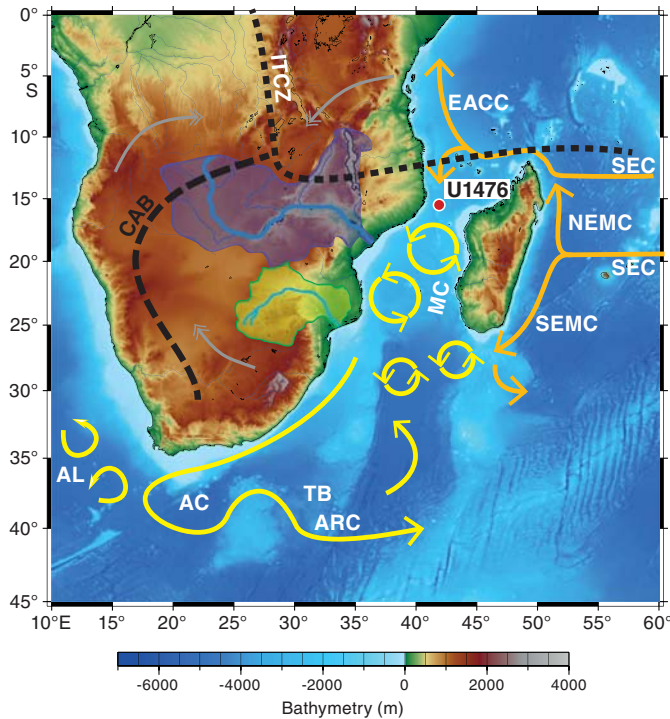 0°
5°
S
10°
15°
20°
25°
30°
35°
40°
45°
ITCZ
EACC
SEC
U1476
CAB
NEMC
MC
SEC
SEMC
AL
AC
TB
ARC
10°E
15°
20°
25°
30°
35°
40°
45°
50°
55°
60°
-6000
-4000
-2000
0
2000
4000
Bathymetry (m)